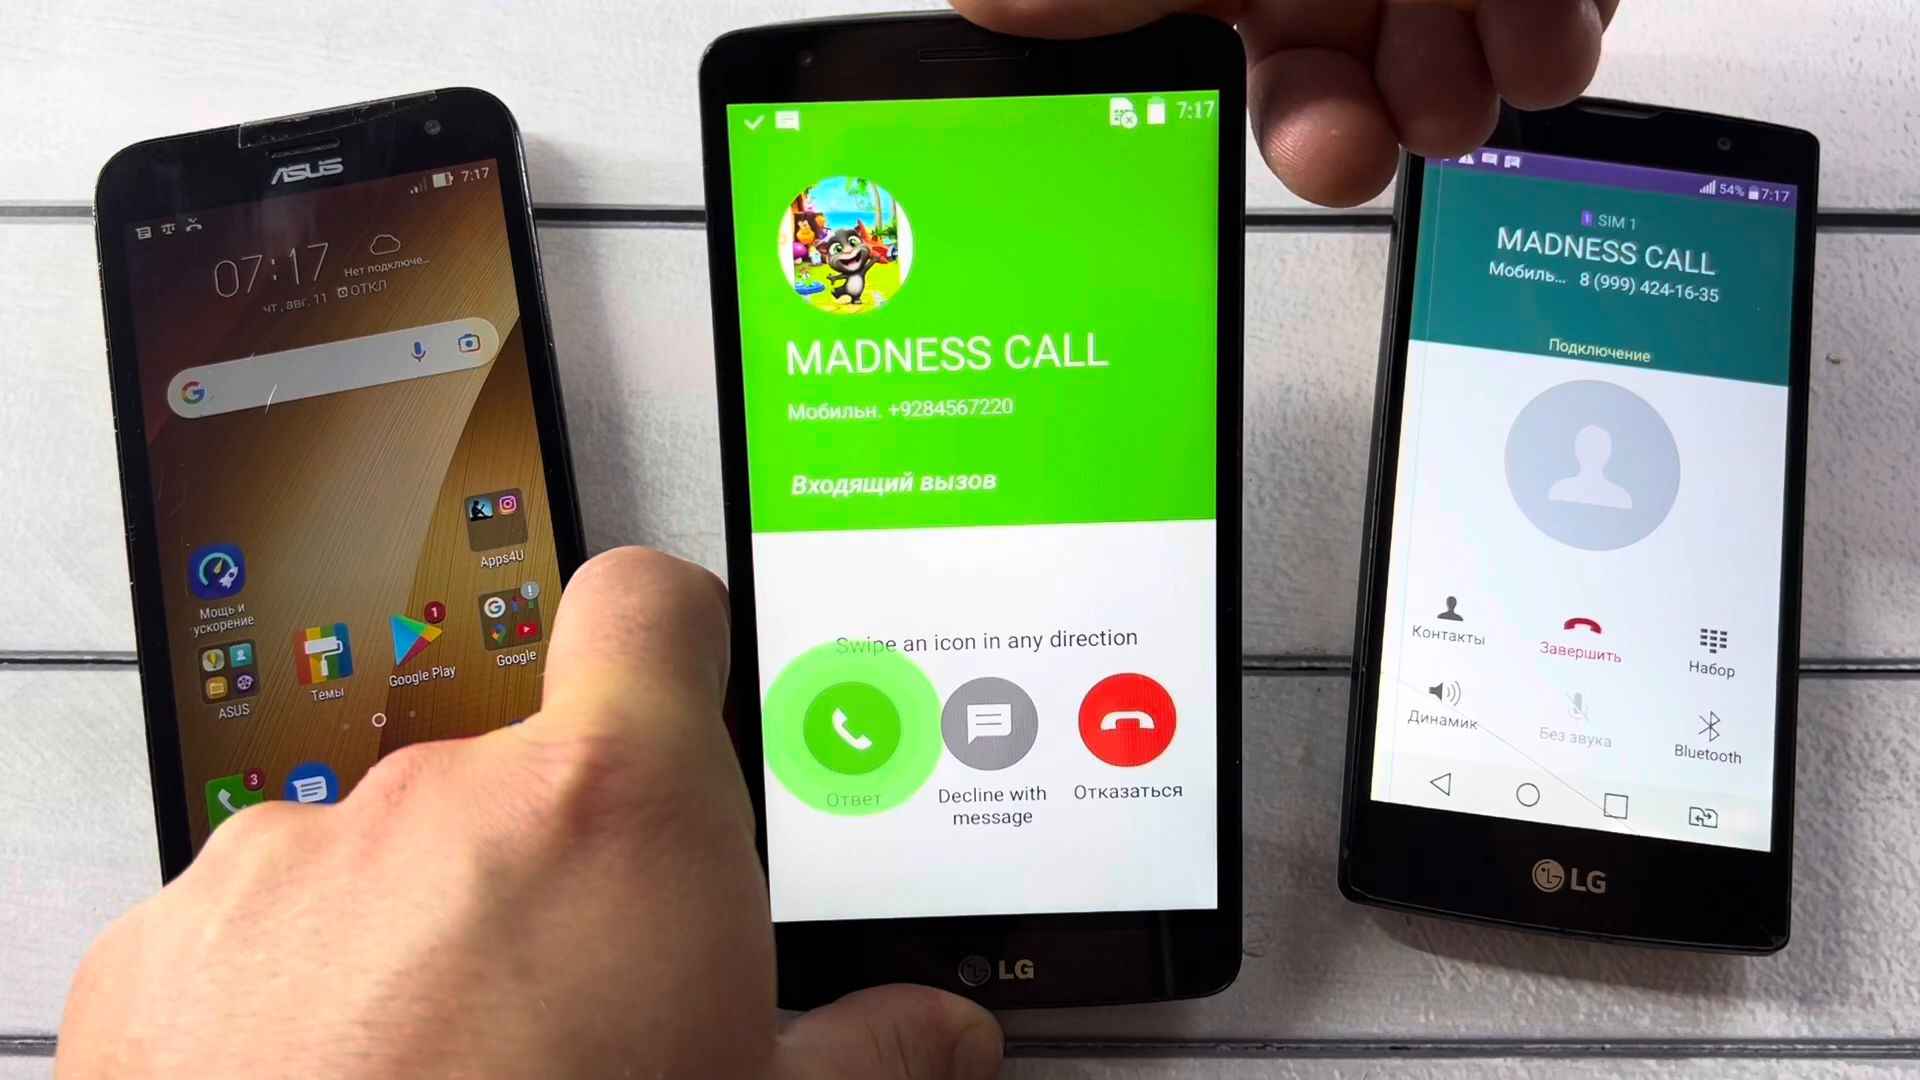 ASUS
7:17
07:17
Нет подключе...
чт, авг. 11
ОТКЛ
Apps4U
Мощь и
ускорение
1
ASUS
Темы
Google Play
Google
3
7:17
MADNESS CALL
Мобильн. +9284567220
Входящий вызов
Swipe an icon in any direction
Ответ
Decline with
message
Отказаться
LG
54% 7:17
1 SIM 1
MADNESS CALL
Мобиль... 8 (999) 424-16-35
Подключение
Контакты
Завершить
Набор
Динамик
Без звука
Bluetooth
LG